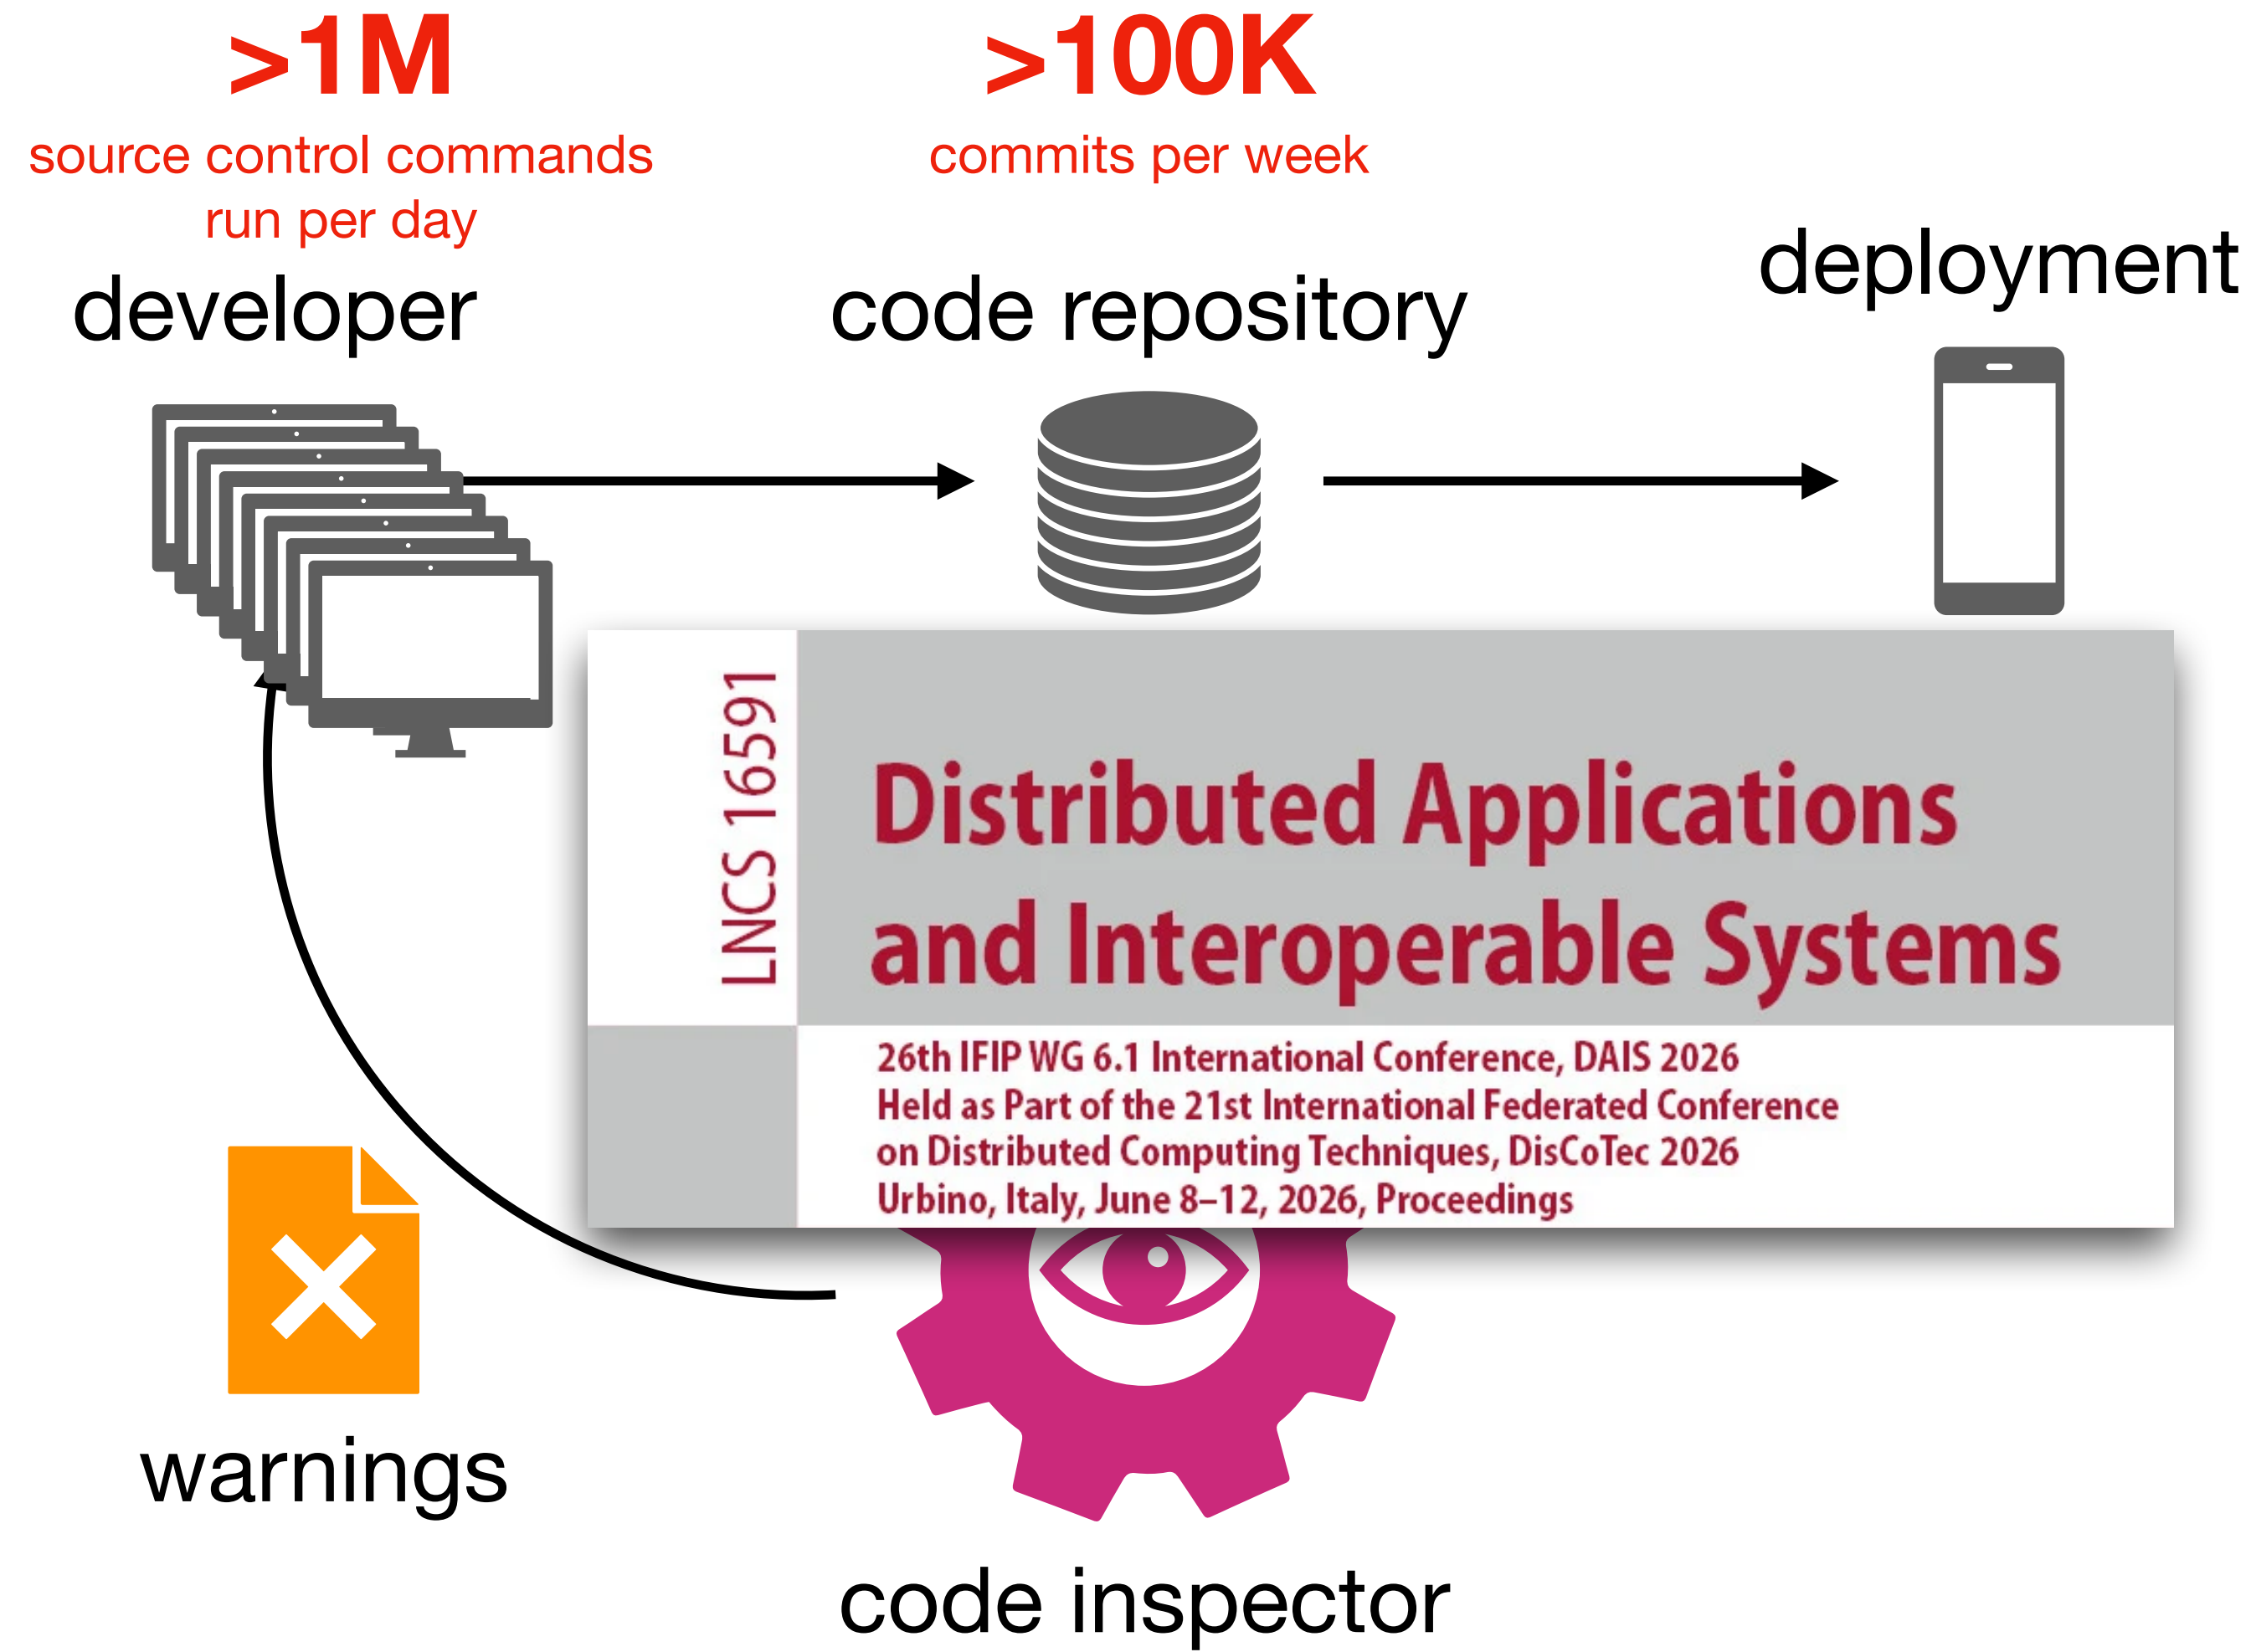 >1M
source control commands
run per day
developer
>100K
commits per week
code repository
deployment
LNCS 16591
Distributed Applications
and Interoperable Systems
26th IFIP WG 6.1 International Conference, DAIS 2026
Held as Part of the 21st International Federated Conference
on Distributed Computing Techniques, DisCoTec 2026
Urbino, Italy, June 8–12, 2026, Proceedings
warnings
code inspector